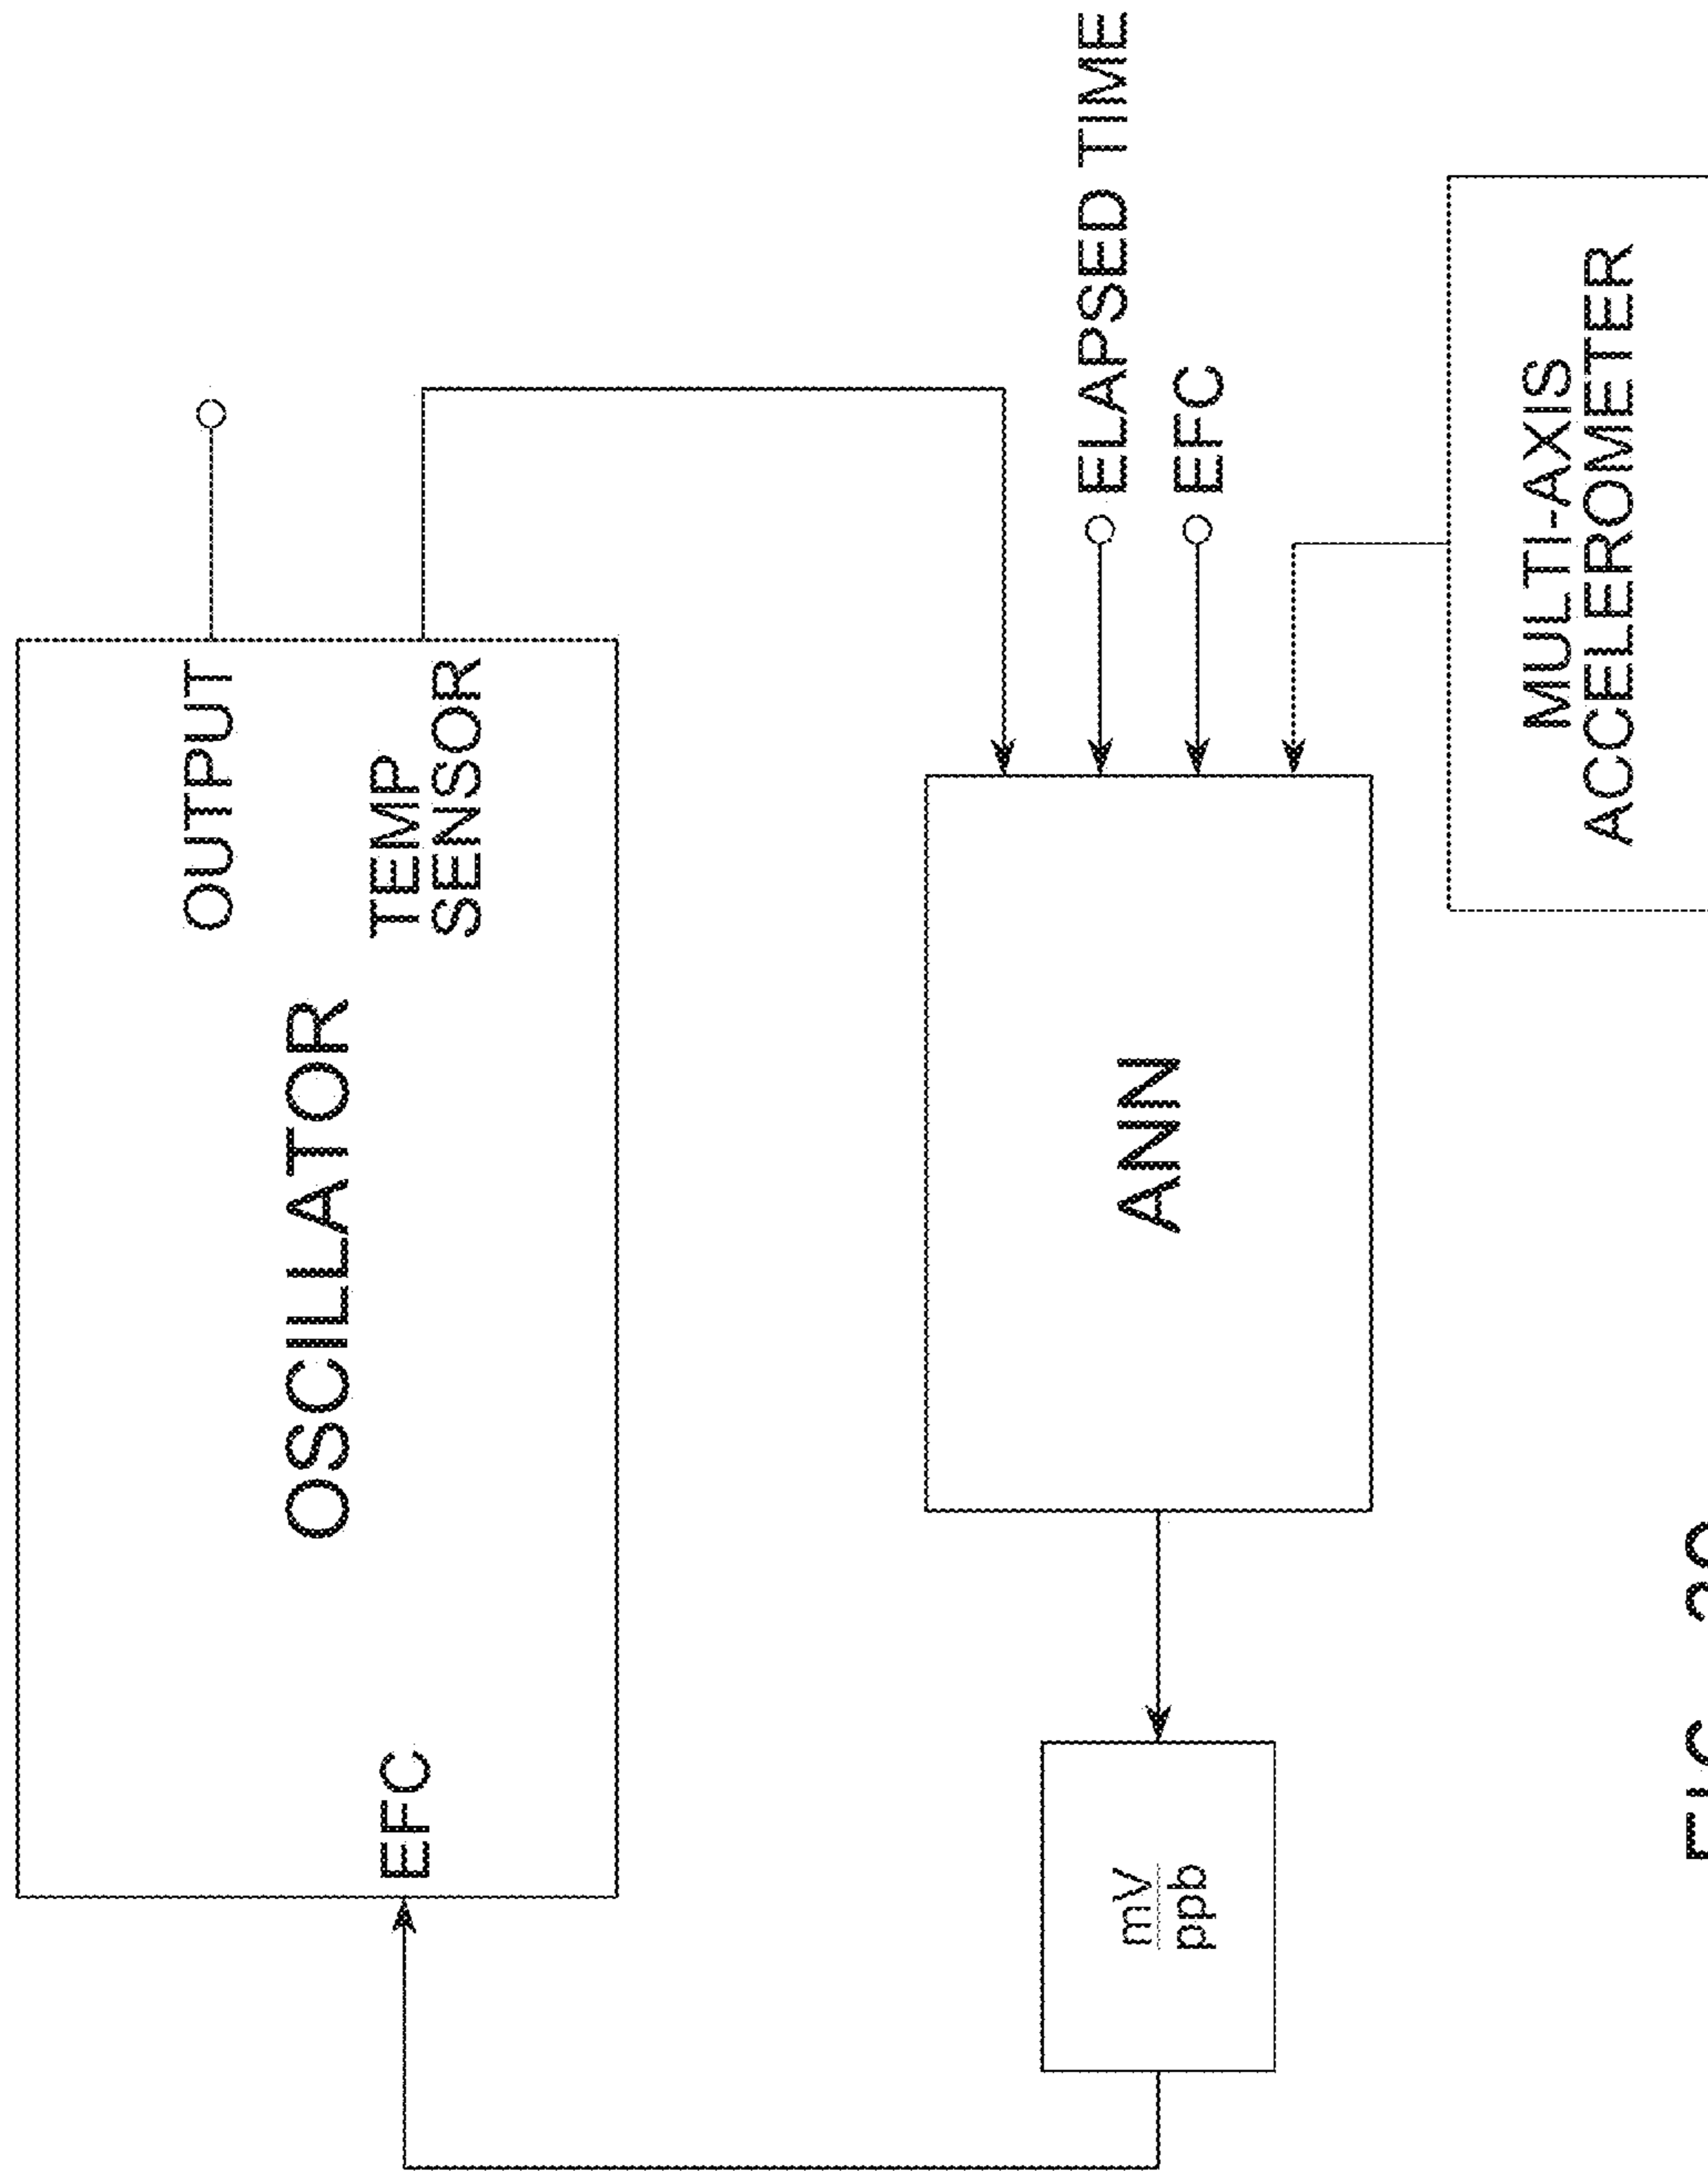 OUTPUT
OSCILLATOR
TEMP
SENSOR
EFC
ELAPSED TIME
ANN
EFC
mV
ppb
MULTI-AXIS
ACCELEROMETER